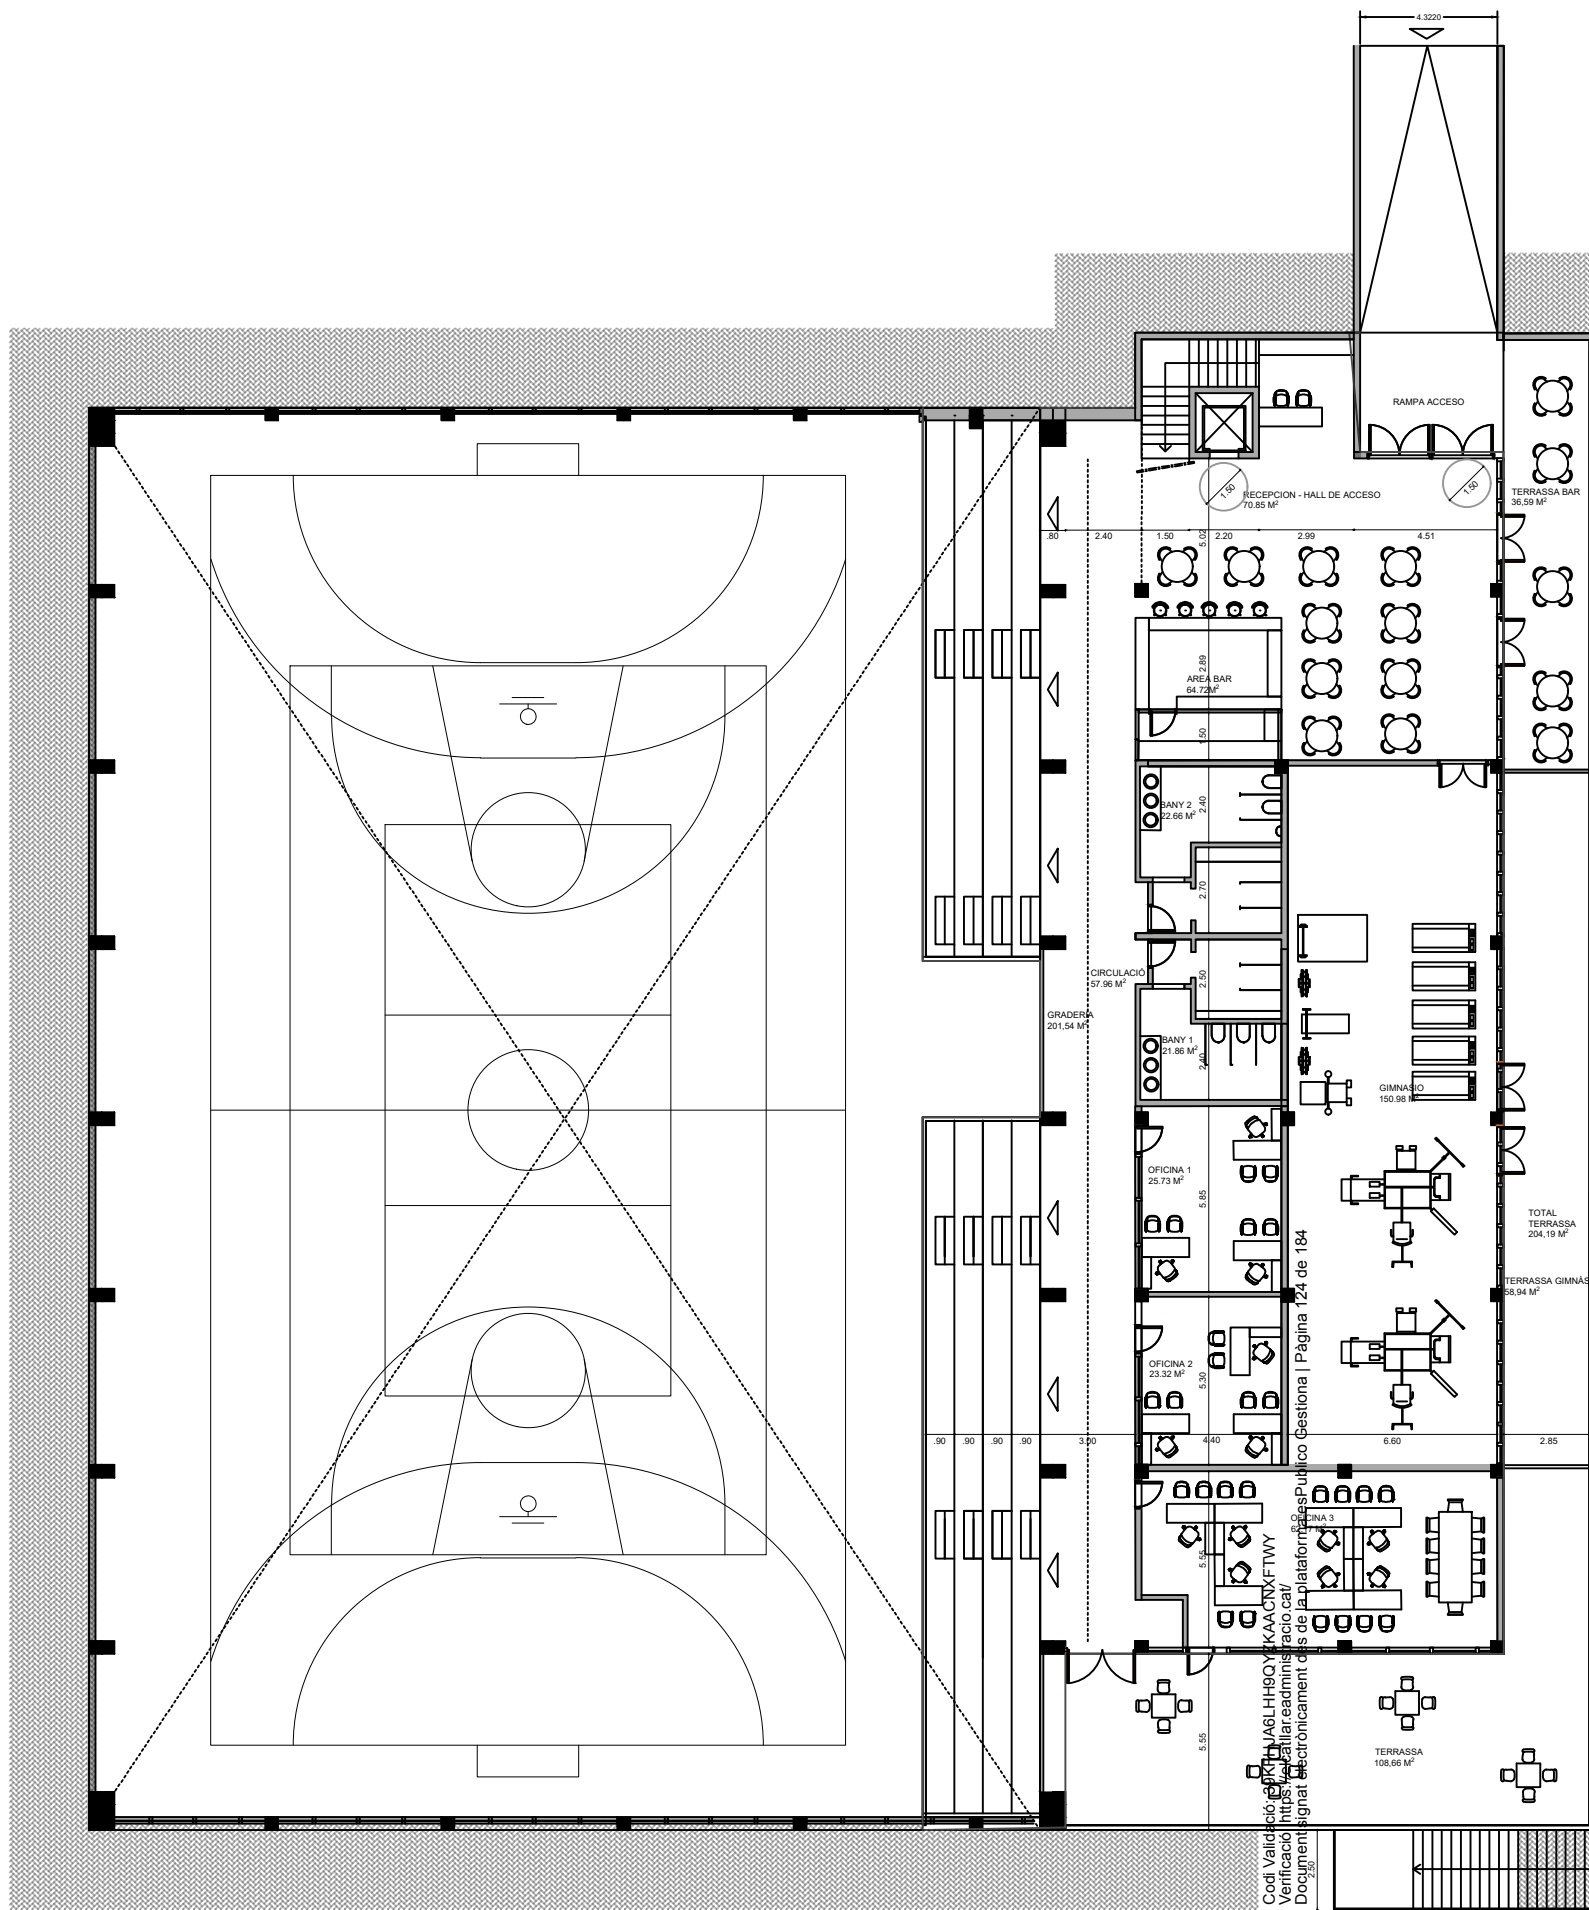 4.3220
RAMPA ACCESO
TERRASSA BAR
36,59 M²
1.50
RECEPCION - HALL DE ACCESO
70.85 M²
1.50
.80
2.40
1.50
5.02
2.20
2.99
4.51
2.89
AREA BAR
64.72M²
1.50
BANY 2
22.66 M²
2.40
2.70
CIRCULACIÓ
57.96 M²
2.50
GRADERIA
201,54 M²
BANY 1
21.86 M²
2.40
GIMNASIO
150.98 M²
OFICINA 1
25.73 M²
5.85
TOTAL
TERRASSA
204,19 M²
TERRASSA GIMNÀS
58,94 M²
OFICINA 2
23.32 M²
5.30
.90
.90
.90
.90
3.00
4.40
6.60
2.85
OFICINA 3
5.55
5.55
TERRASSA
108,66 M²
2.50
Codi Validació:
Verificació: https://elcatllar.eadministracio.cat/
Document signat electrònicament des de la plataforma esPublico Gestiona | Pàgina 124 de 184